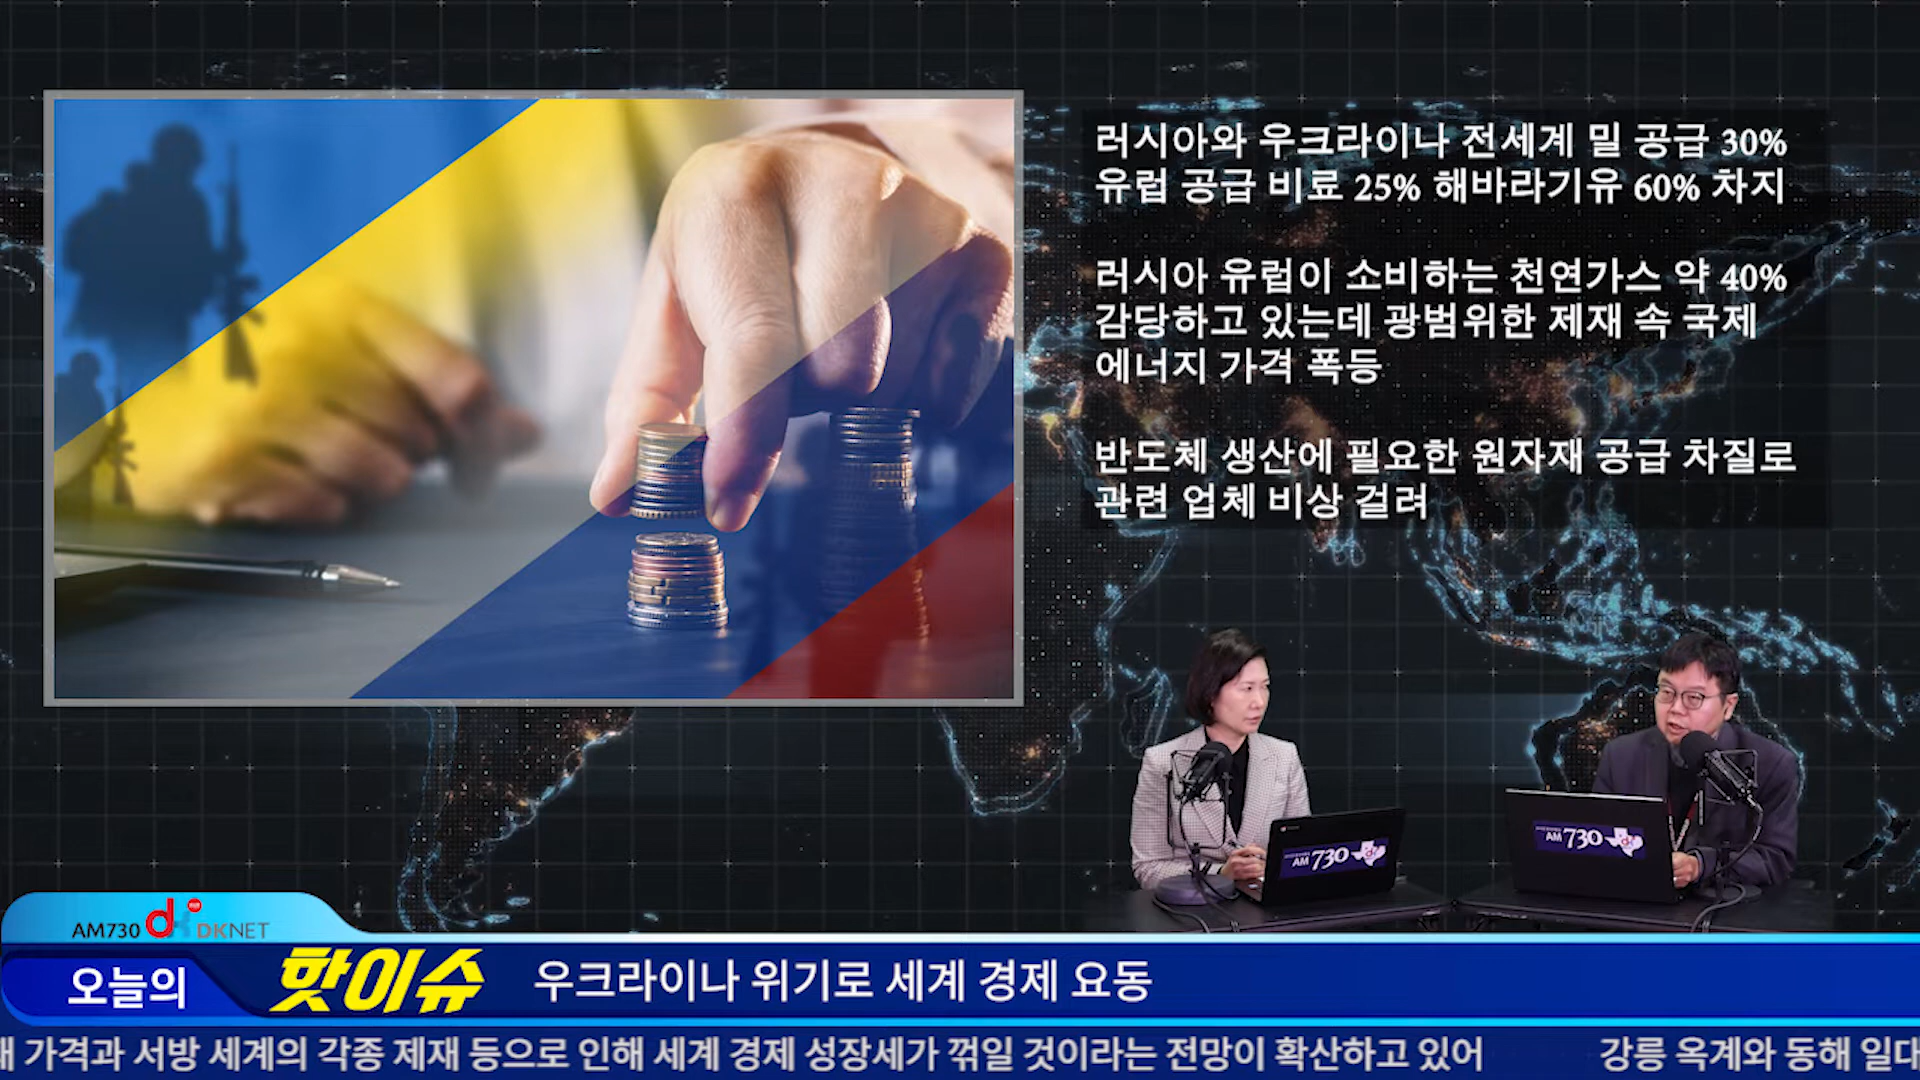 러시아와 우크라이나 전세계 밀 공급 30%
유럽 공급 비료 25% 해바라기유 60% 차지
러시아 유럽이 소비하는 천연가스 약 40%
감당하고 있는데 광범위한 제재 속 국제
에너지 가격 폭등
반도체 생산에 필요한 원자재 공급 차질로
관련 업체 비상 걸려
AM 730
AM 730
AM730 dk DKNET
오늘의 핫이슈 우크라이나 위기로 세계 경제 요동
가격과 서방 세계의 각종 제재 등으로 인해 세계 경제 성장세가 꺾일 것이라는 전망이 확산하고 있어 강릉 옥계와 동해 일대